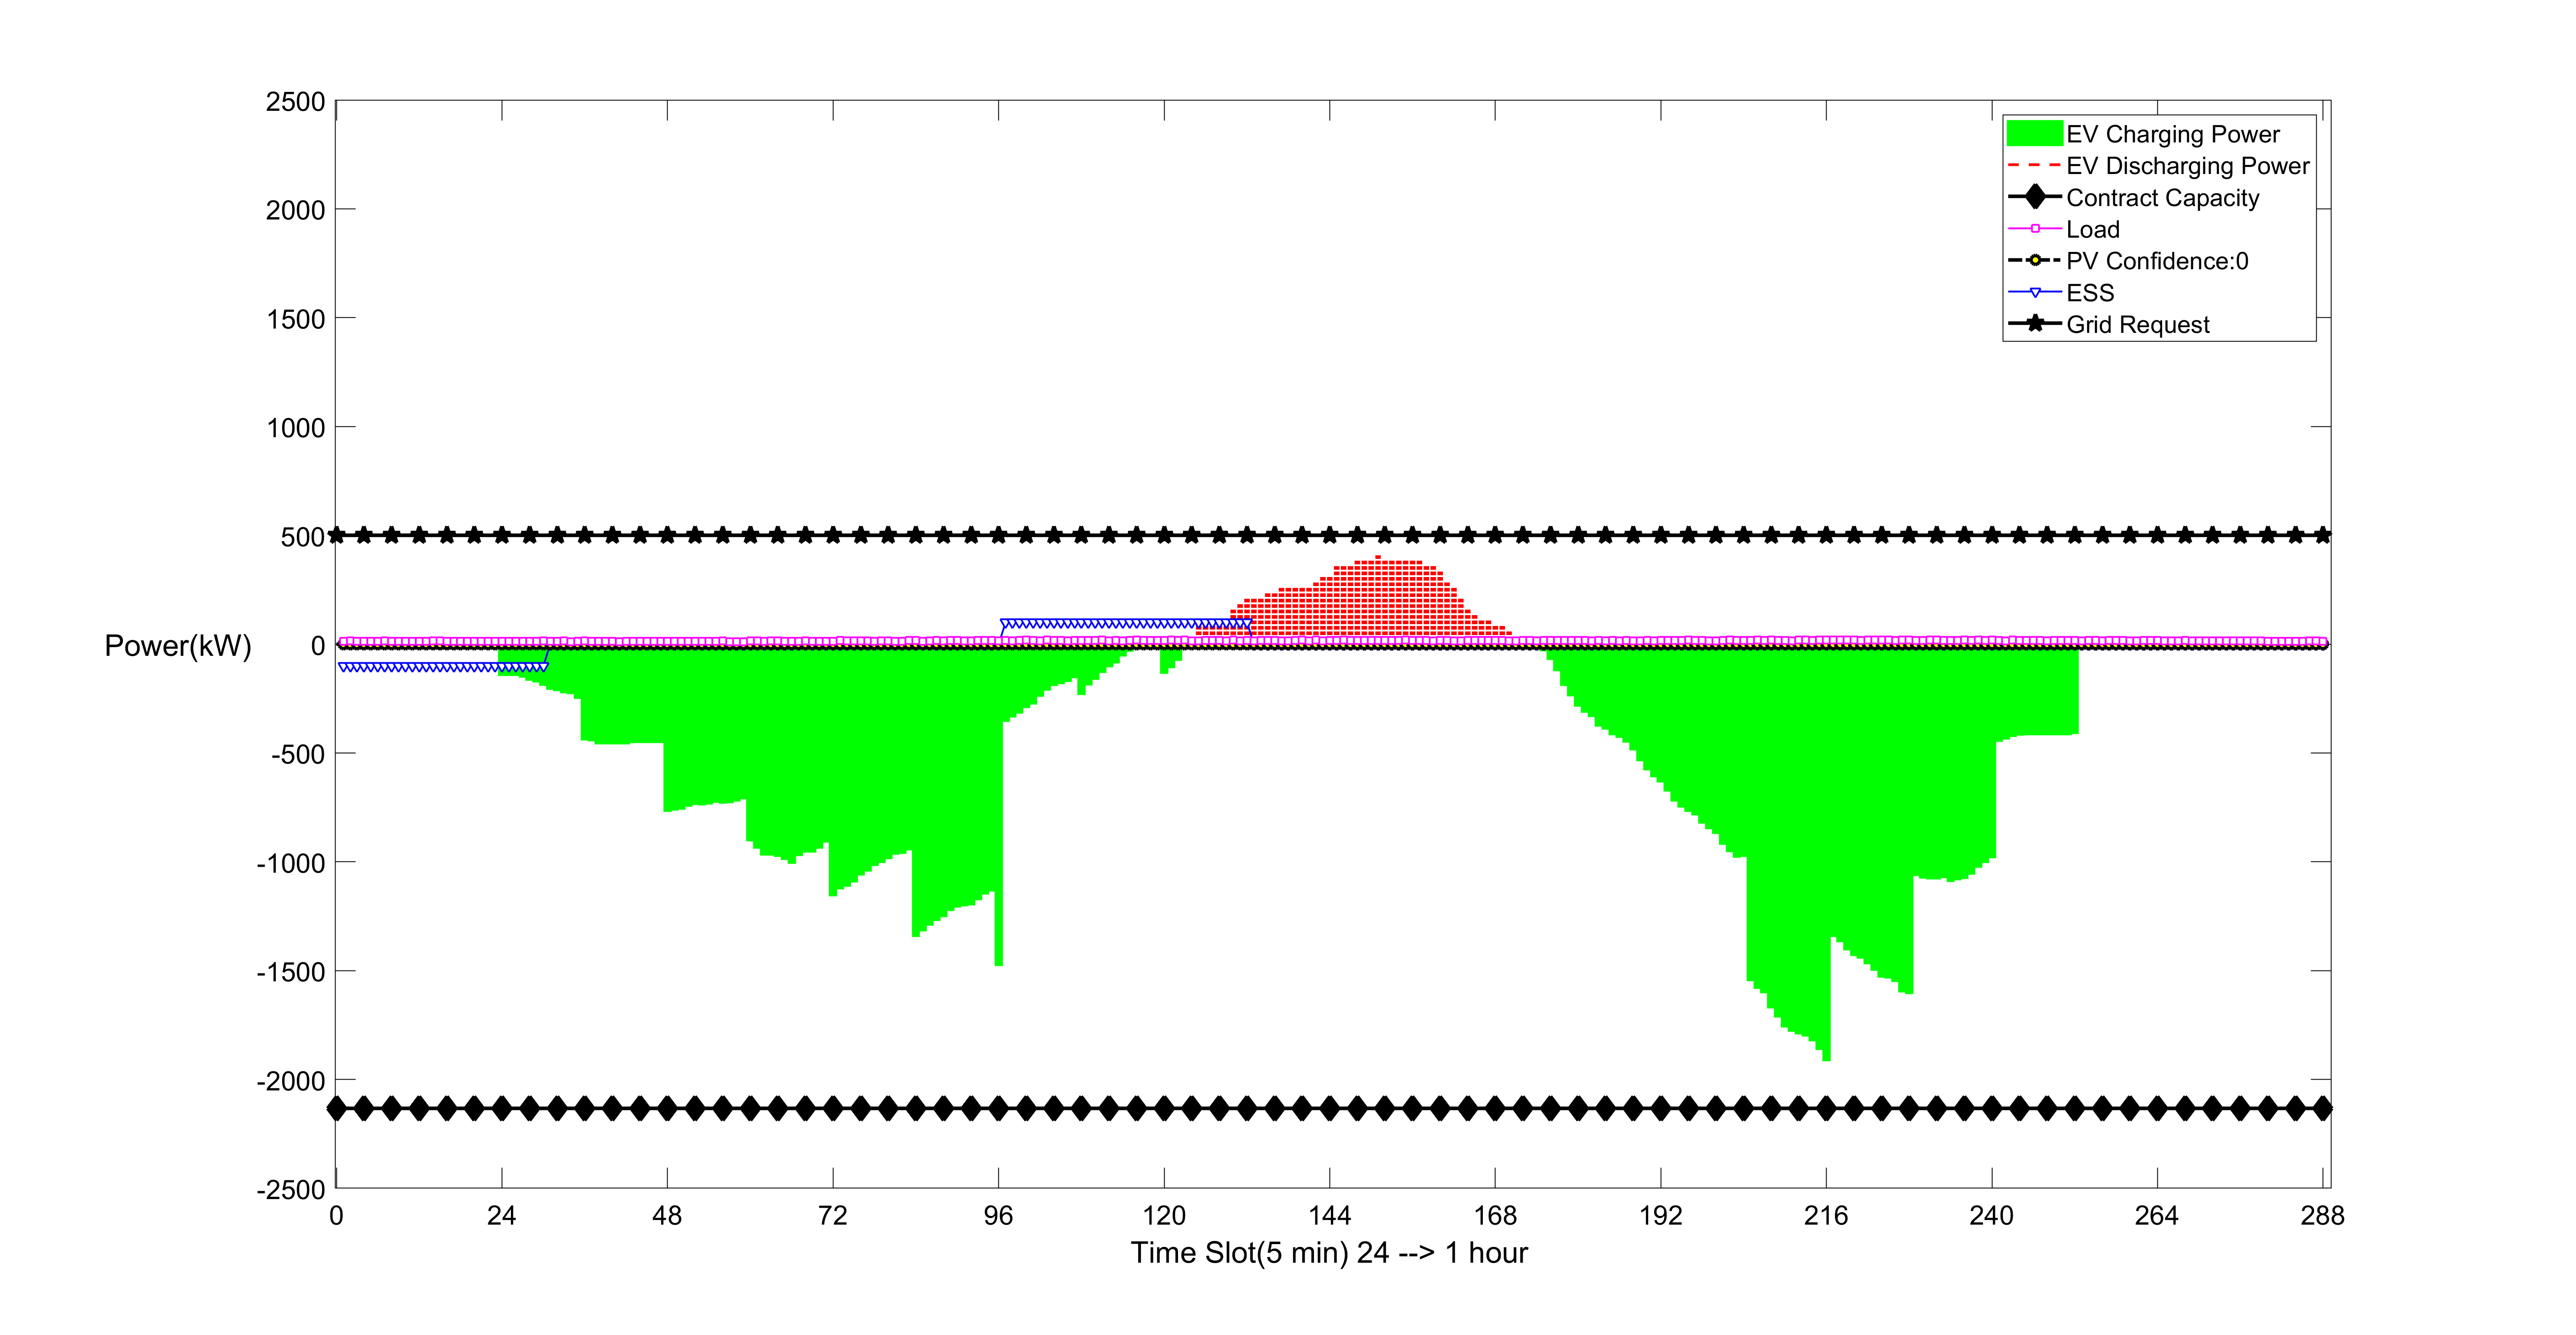 2500
2000
1500
1000
500
0
-500
-1000
-1500
-2000
-2500
Power(kW)
EV Charging Power
EV Discharging Power
Contract Capacity
Load
PV Confidence:0
ESS
Grid Request
0 24 48 72 96 120 144 168 192 216 240 264 288
Time Slot(5 min) 24 --> 1 hour